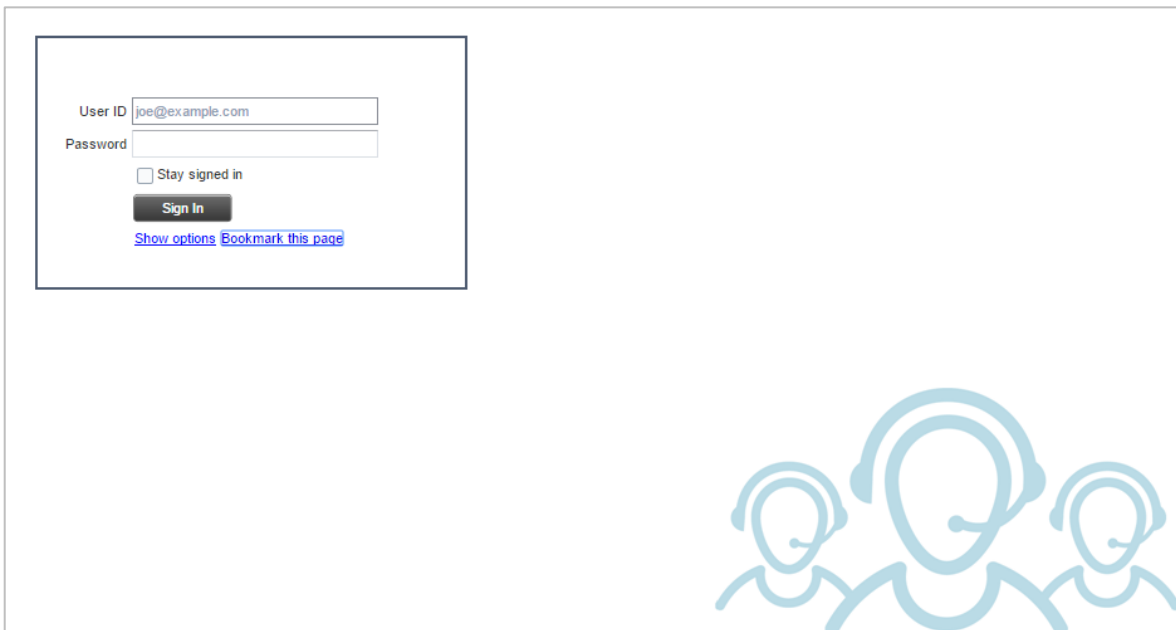 User ID joe@example.com
Password
Stay signed in
Sign In
Show options Bookmark this page